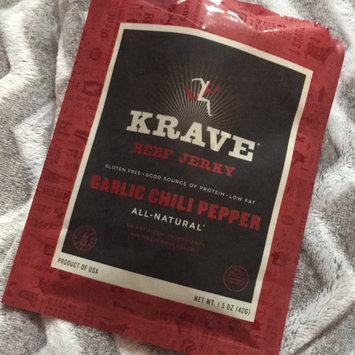 KRAVE®
BEEF JERKY
GLUTEN FREE • GOOD SOURCE OF PROTEIN • LOW FAT
GARLIC CHILI PEPPER
ALL-NATURAL*
PRODUCT OF USA
NET WT. 1.5 OZ (42G)